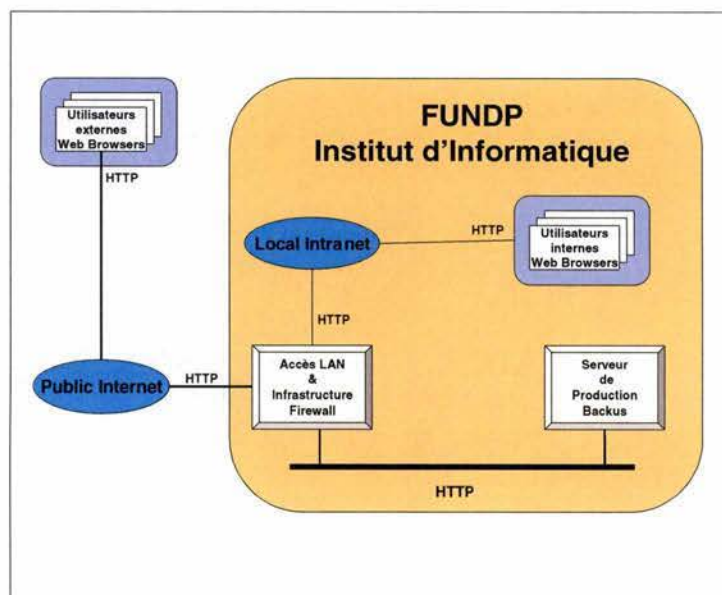 Utilisateurs
externes
Web Browsers
HTTP
FUNDP
Institut d'Informatique
Local Intranet
HTTP
Utilisateurs
internes
Web Browsers
HTTP
Public Internet
HTTP
Accès LAN
&
Infrastructure
Firewall
Serveur
de
Production
Backus
HTTP